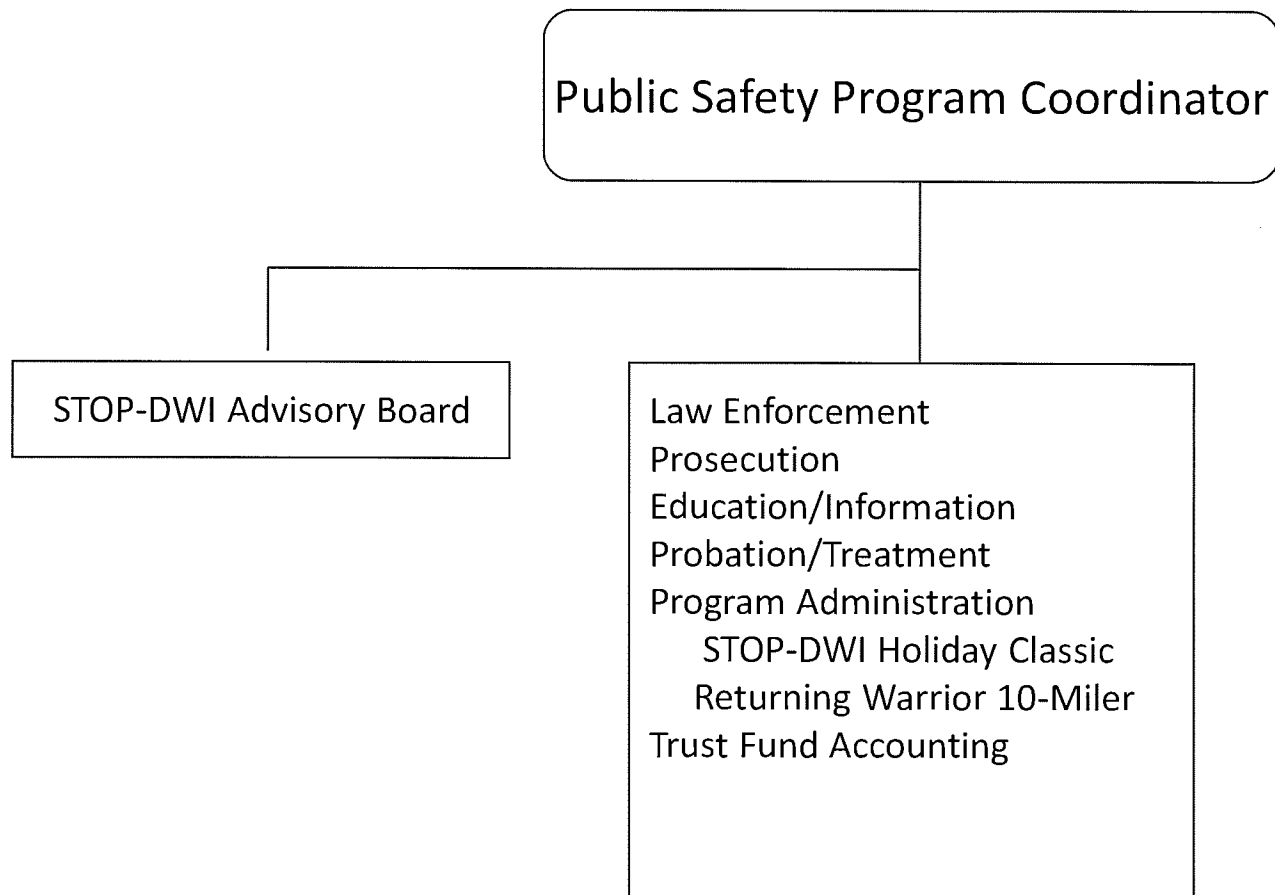 Public Safety Program Coordinator
STOP-DWI Advisory Board
Law Enforcement
Prosecution
Education/Information
Probation/Treatment
Program Administration
STOP-DWI Holiday Classic
Returning Warrior 10-Miler
Trust Fund Accounting